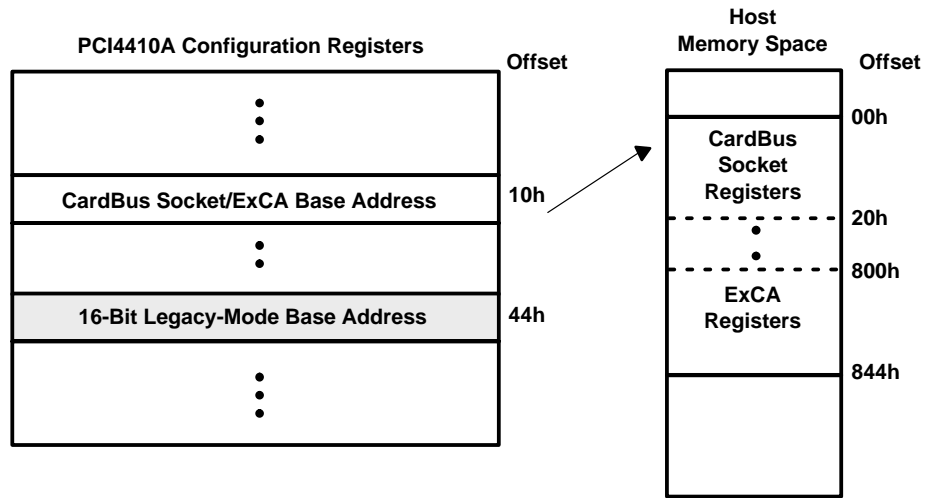 PCI4410A Configuration Registers
Offset
CardBus Socket/ExCA Base Address
10h
16-Bit Legacy-Mode Base Address
44h
Host
Memory Space
Offset
00h
CardBus
Socket
Registers
20h
800h
ExCA
Registers
844h